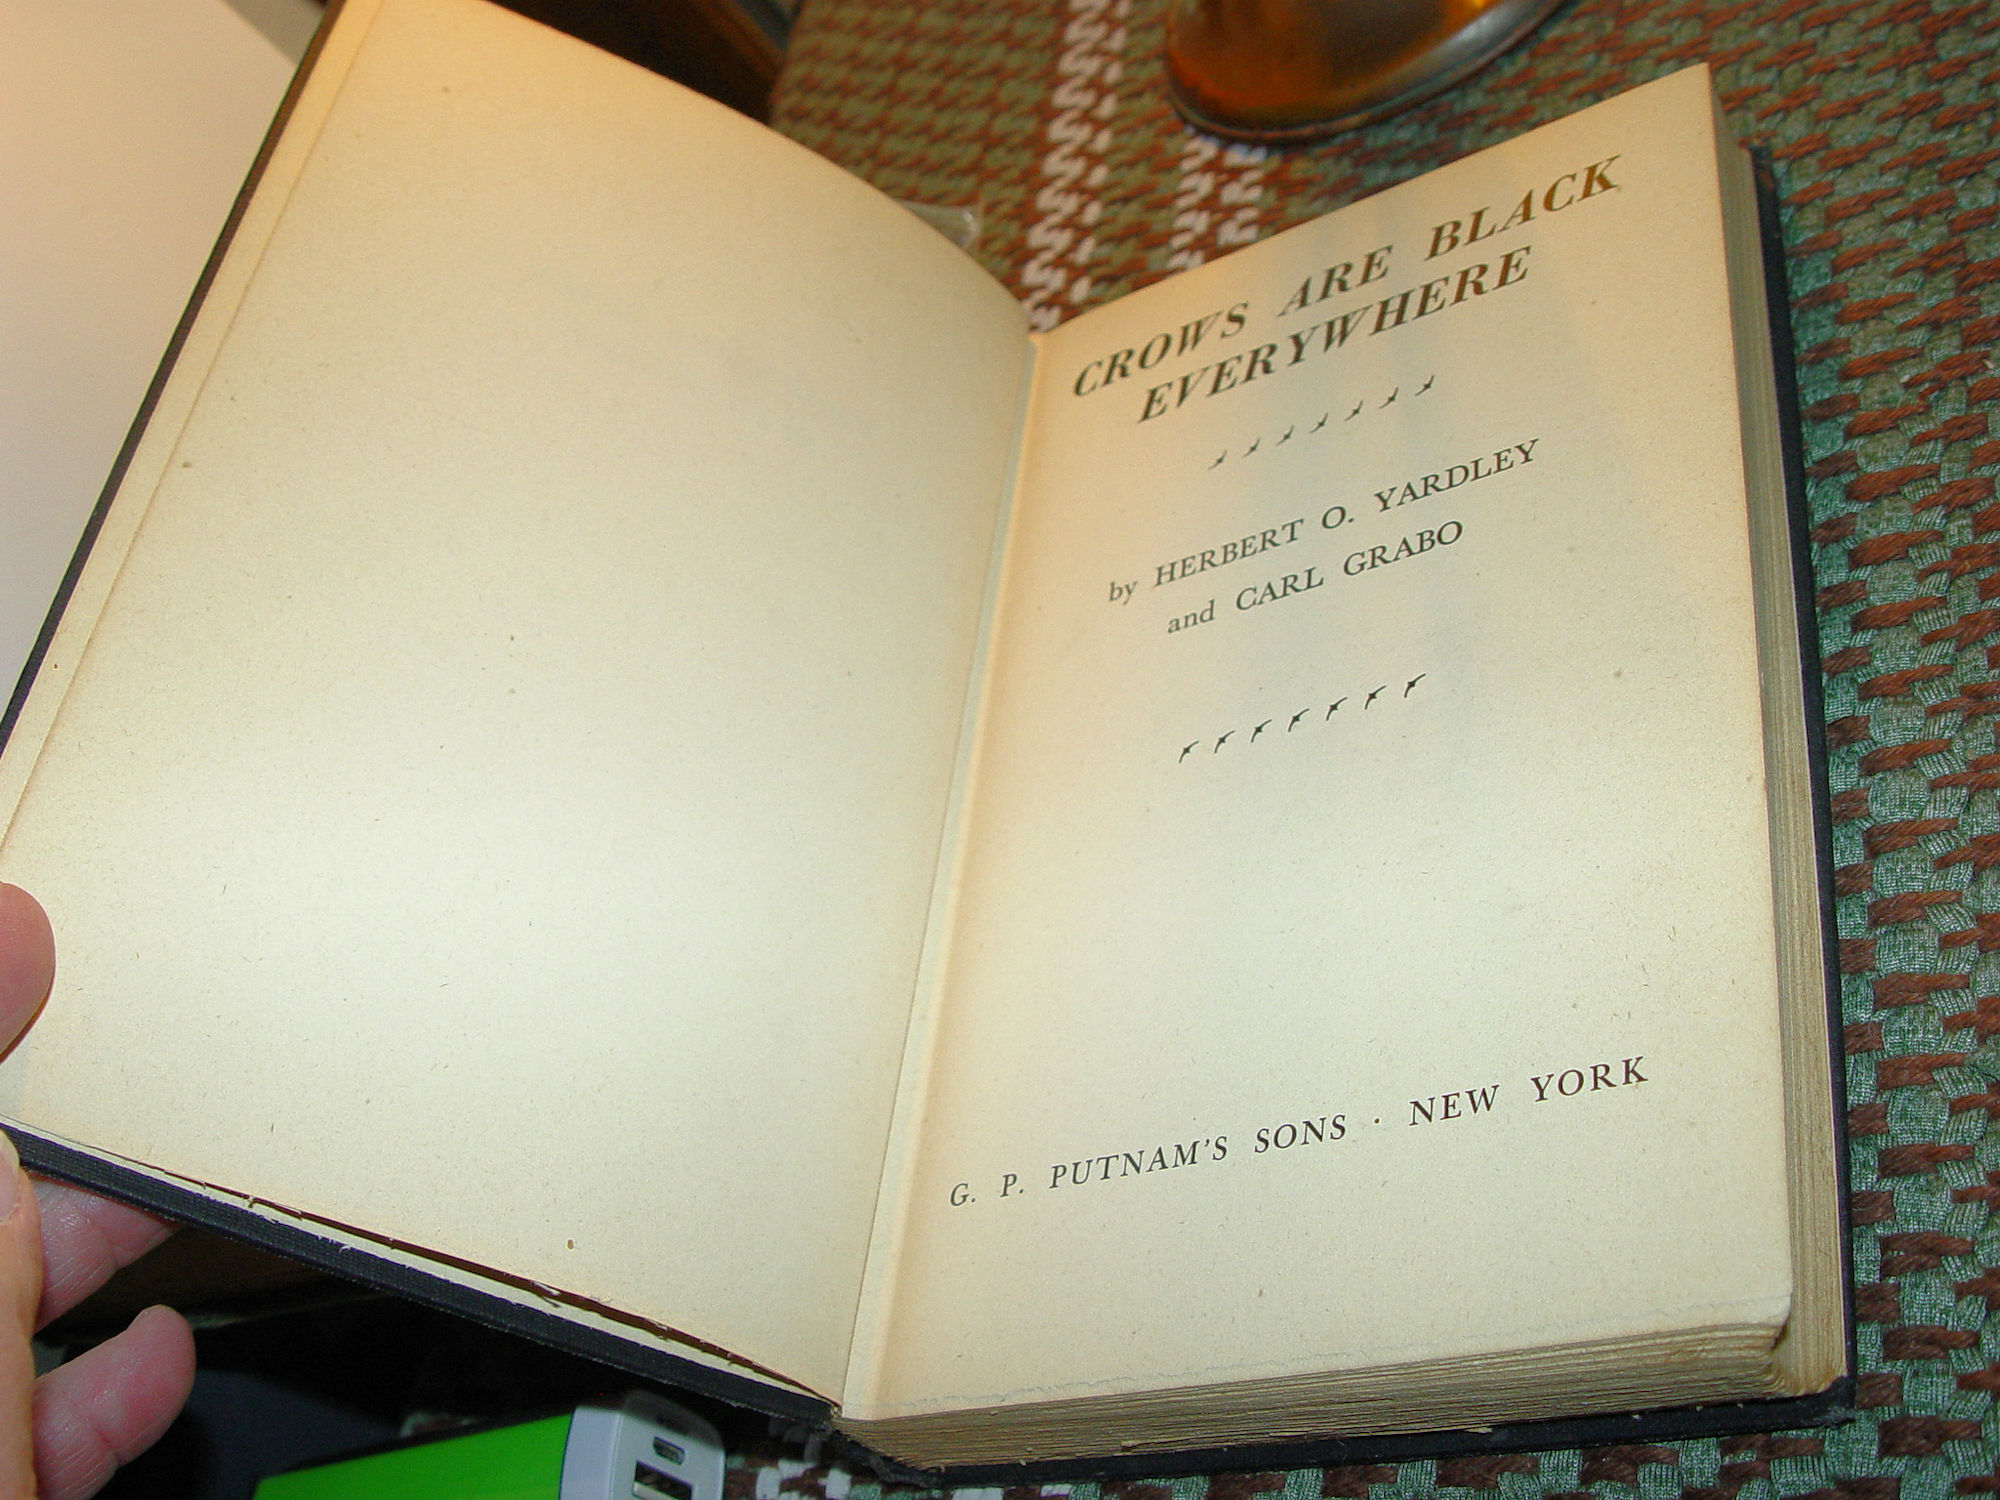 CROWS ARE BLACK
EVERYWHERE
by HERBERT O. YARDLEY
and CARL GRABO
G. P. PUTNAM'S SONS · NEW YORK